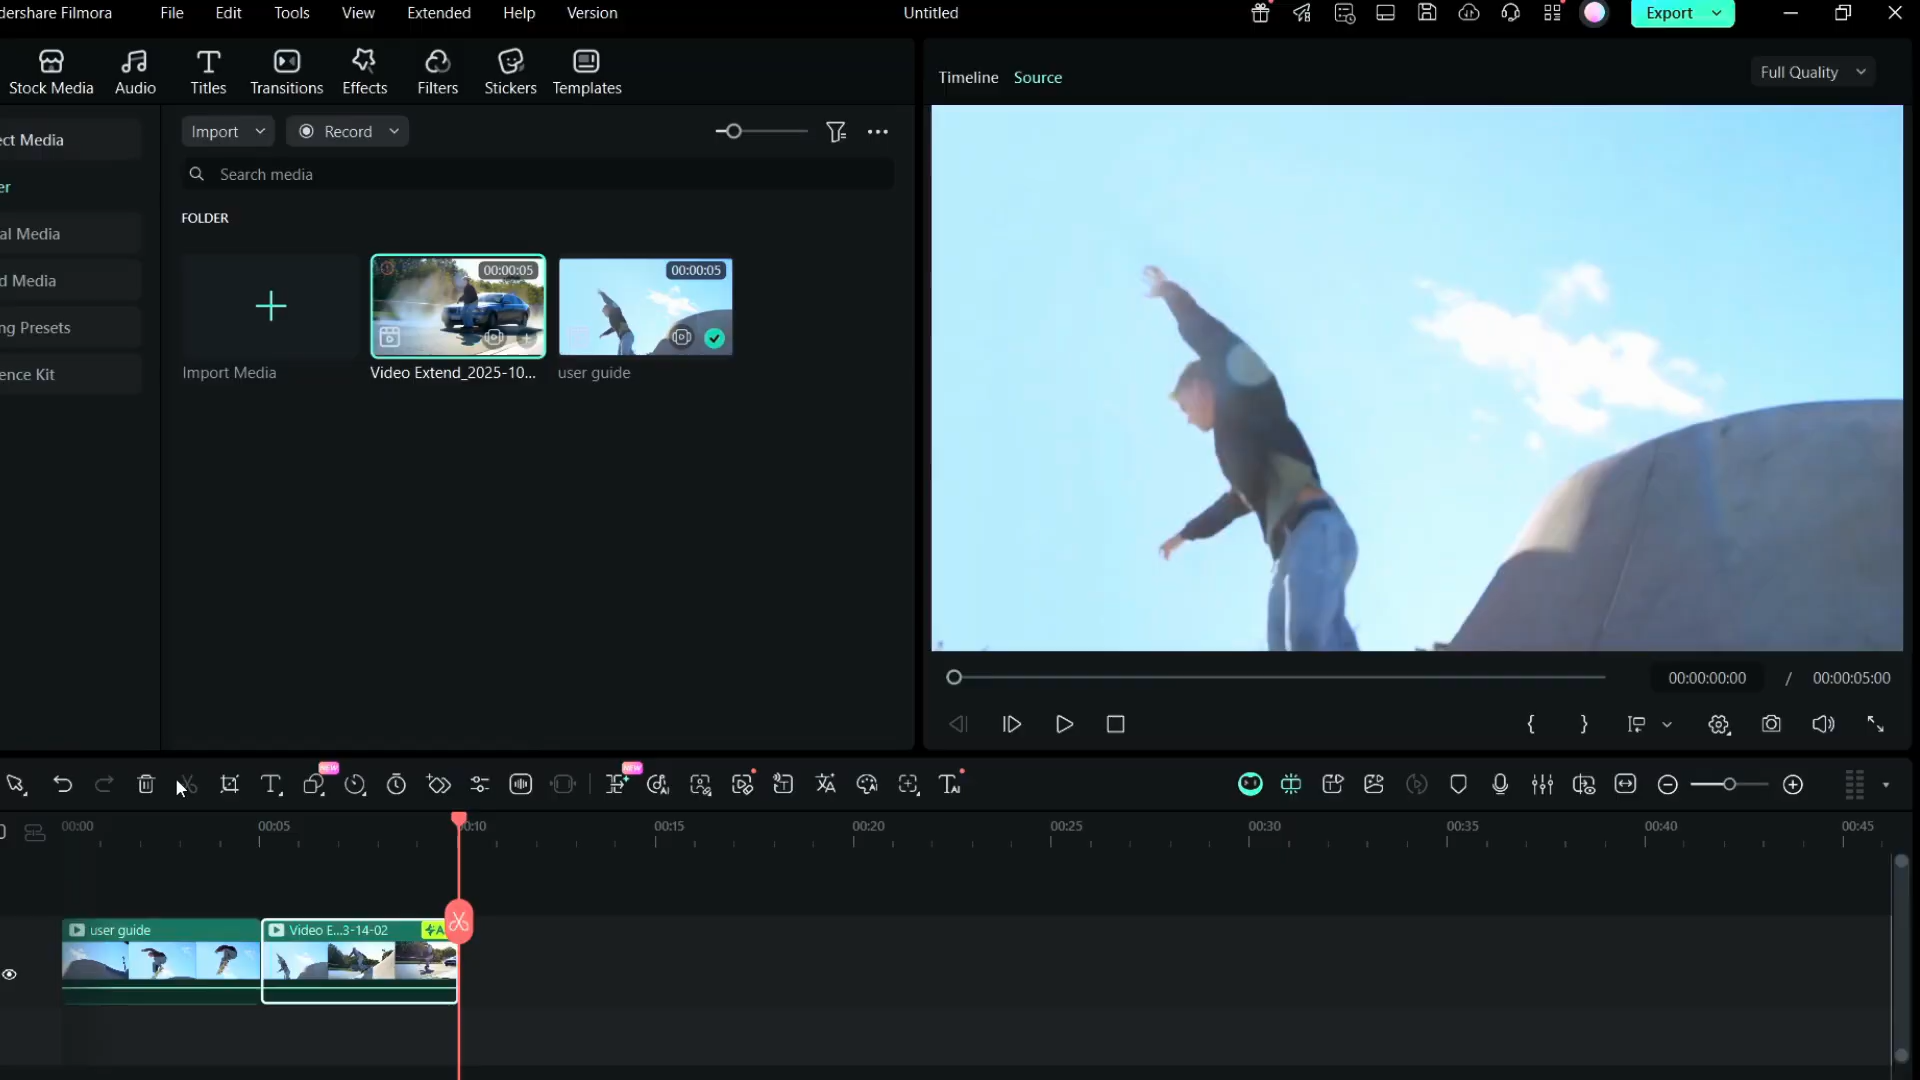 dershare Filmora
File
Edit
Tools
View
Extended
Help
Version
Untitled
Export
Stock Media
Audio
Titles
Transitions
Effects
Filters
Stickers
Templates
ect Media
er
al Media
d Media
ng Presets
ence Kit
Import
Record
Search media
FOLDER
Import Media
00:00:05
Video Extend_2025-10...
00:00:05
user guide
Timeline
Source
Full Quality
00:00:00:00
/
00:00:05:00
NEW
NEW
00:00
00:05
00:10
00:15
00:20
00:25
00:30
00:35
00:40
00:45
user guide
Video E...3-14-02